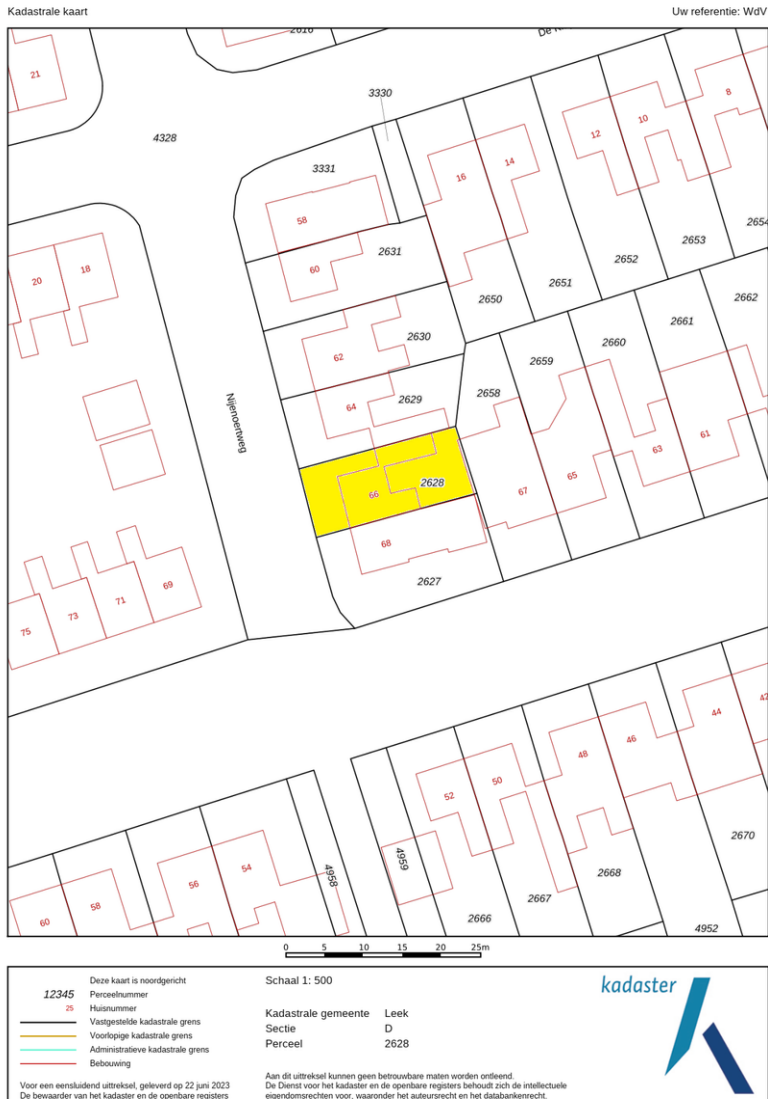 Kadastrale kaart
Uw referentie: WdV
2616
21
3330
8
10
12
4328
14
3331
16
58
2654
2653
2631
2652
60
20
18
2651
2662
2650
2661
2630
2660
62
2659
2658
2629
64
Nijenoertweg
61
63
65
2628
67
66
68
2627
69
71
73
75
42
44
46
48
50
52
2670
54
4959
2668
4958
56
2667
58
2666
60
4952
0 5 10 15 20 25m
Deze kaart is noordgericht
12345 Perceelnummer
25 Huisnummer
Vastgestelde kadastrale grens
Voorlopige kadastrale grens
Administratieve kadastrale grens
Bebouwing
Voor een eensluidend uittreksel, geleverd op 22 juni 2023
De bewaarder van het kadaster en de openbare registers
Schaal 1: 500
Kadastrale gemeente Leek
Sectie D
Perceel 2628
Aan dit uittreksel kunnen geen betrouwbare maten worden ontleend.
De Dienst voor het kadaster en de openbare registers behoudt zich de intellectuele
eigendomsrechten voor, waaronder het auteursrecht en het databankenrecht.
kadaster